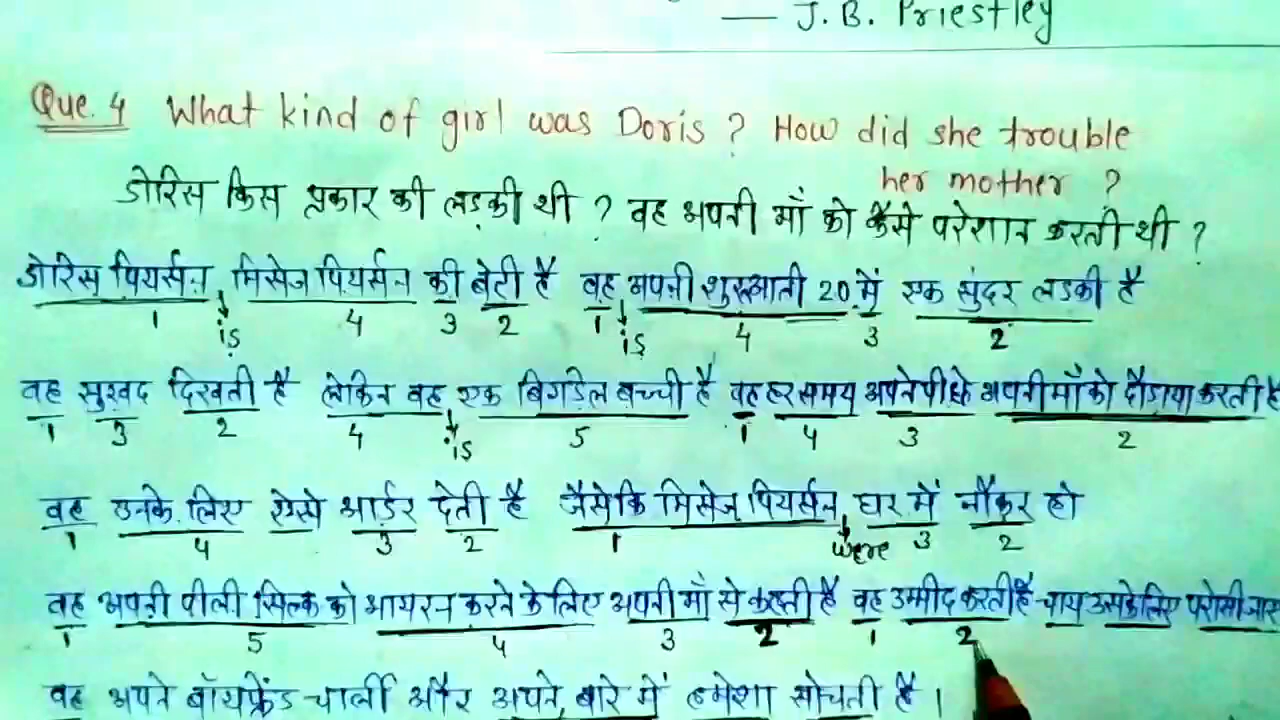 — J. B. Priestley
Que. 4 What kind of girl was Doris ? How did she trouble
her mother ?
डोरिस किस प्रकार की लड़की थी ? वह अपनी माँ को कैसे परेशान करती थी ?
डोरिस पियर्सन, मिसेज पियर्सन की बेटी है वह अपनी शुरुआती 20 में एक सुंदर लडकी है
1 is 4 3 2 1 is 4 3 2
वह सुखद दिखती है लेकिन वह एक बिगडैल बच्ची है वह हर समय अपने पीछे अपनी माँ को दौडाया करती है
1 3 2 4 is 5 1 4 3 2
वह उनके लिए ऐसे आर्डर देती है जैसेकि मिसेज पियर्सन घर में नौकर हो
1 4 3 2 1 were 3 2
वह अपनी पीली सिल्क को आयरन करने के लिए अपनी माँ से कहती है वह उम्मीद करती है चाय उसके लिए परोसी जाए
1 5 4 3 2 1 2
वह अपने बॉयफ्रेंड चार्ली और अपने बारे में हमेशा सोचती है ।